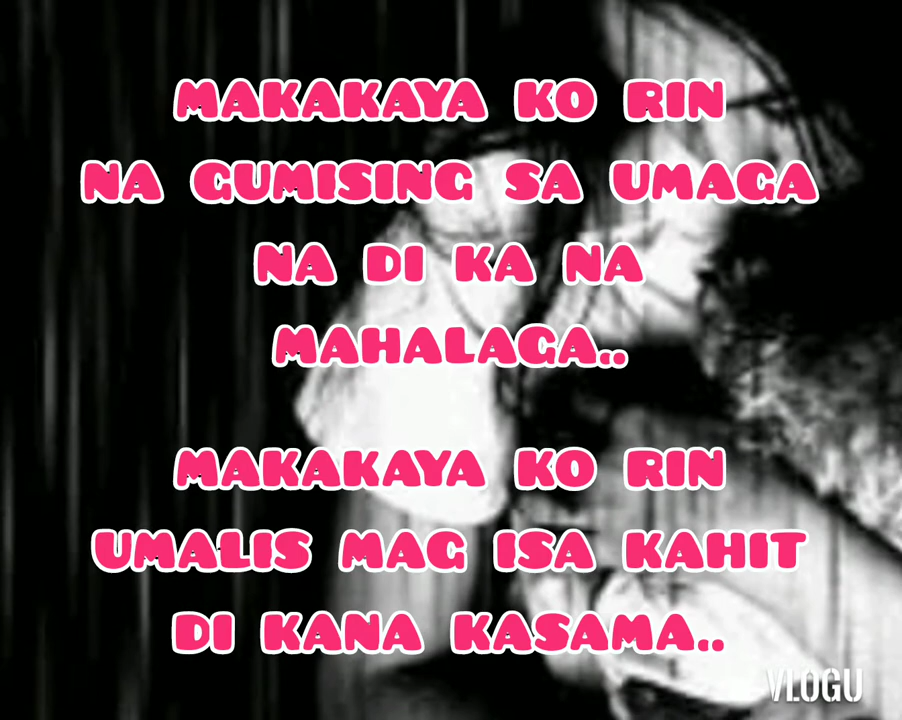 MAKAKAYA KO RIN
NA GUMISING SA UMAGA
NA DI KA NA
MAHALAGA..
MAKAKAYA KO RIN
UMALIS MAG ISA KAHIT
DI KANA KASAMA..
VLOGU